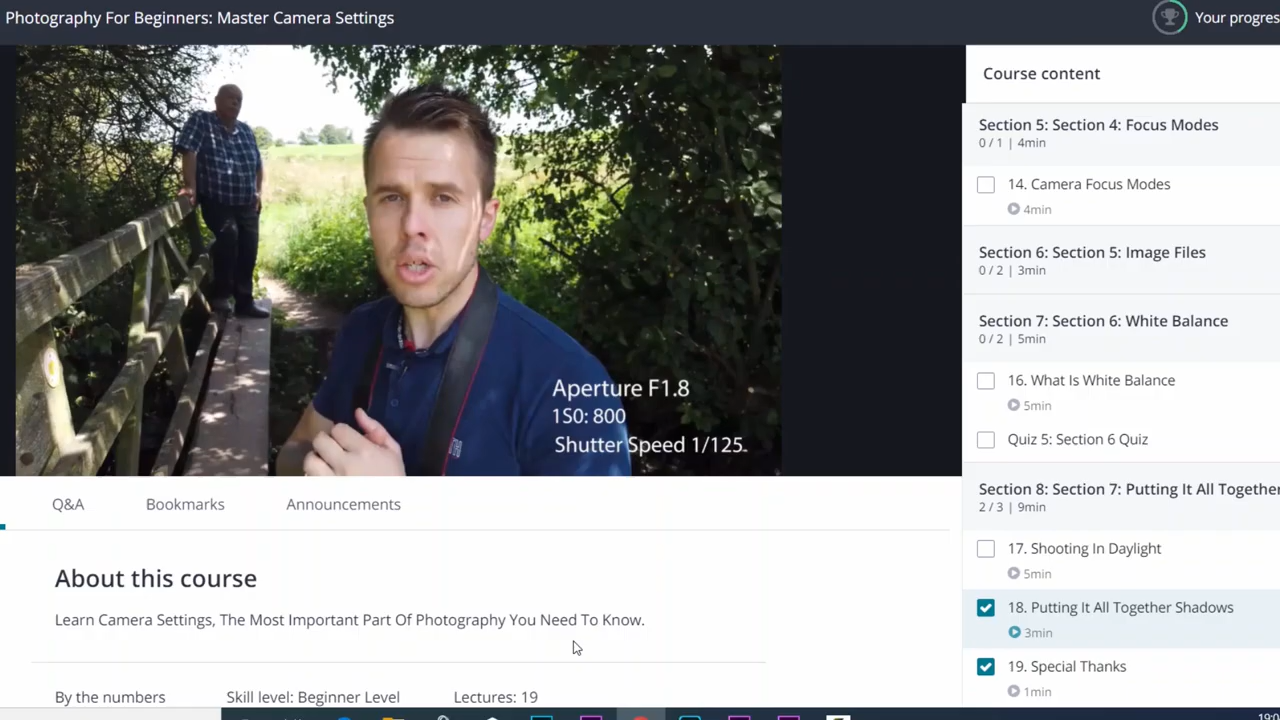 Photography For Beginners: Master Camera Settings
Your progres
Aperture F1.8
1S0: 800
Shutter Speed 1/125
Q&A
Bookmarks
Announcements
About this course
Learn Camera Settings, The Most Important Part Of Photography You Need To Know.
By the numbers
Skill level: Beginner Level
Lectures: 19
Course content
Section 5: Section 4: Focus Modes
0 / 1 | 4min
14. Camera Focus Modes
4min
Section 6: Section 5: Image Files
0 / 2 | 3min
Section 7: Section 6: White Balance
0 / 2 | 5min
16. What Is White Balance
5min
Quiz 5: Section 6 Quiz
Section 8: Section 7: Putting It All Together
2 / 3 | 9min
17. Shooting In Daylight
5min
18. Putting It All Together Shadows
3min
19. Special Thanks
1min